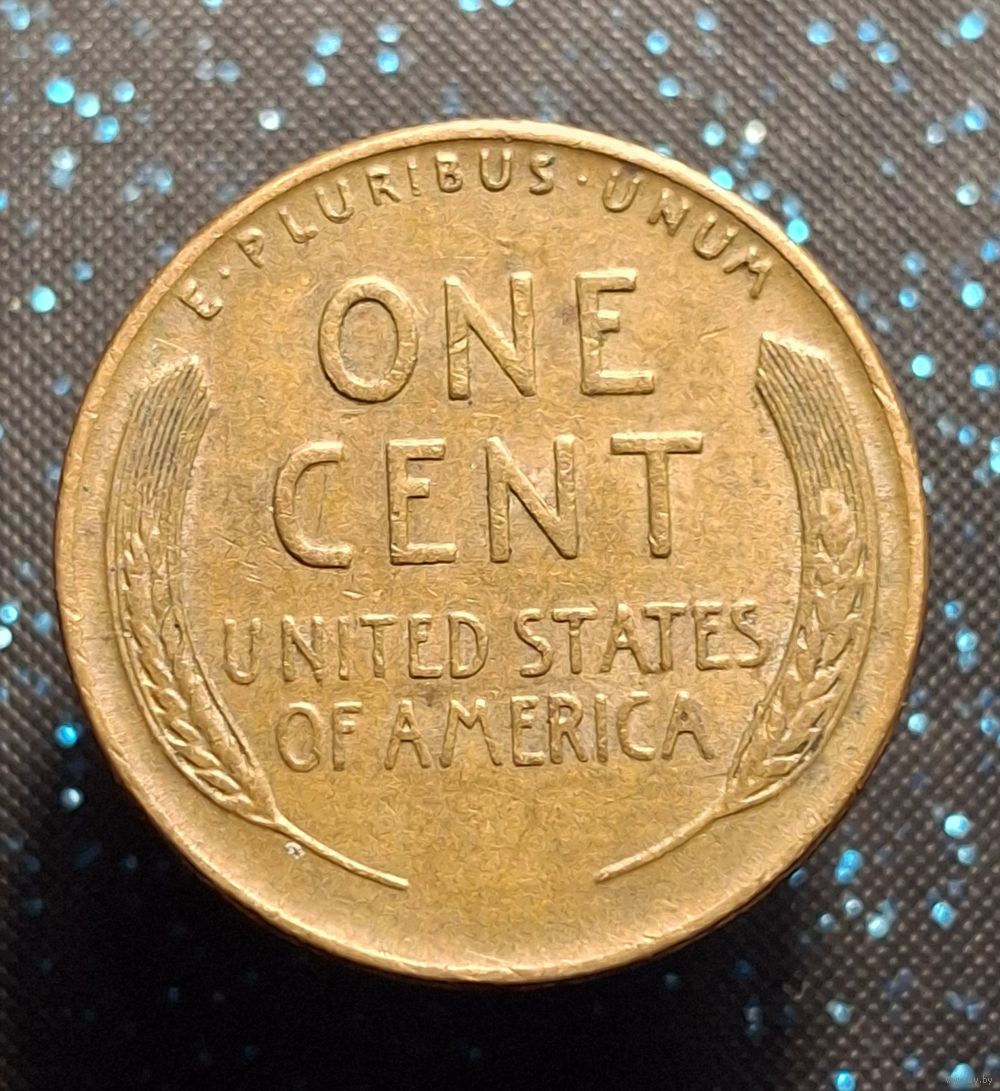 E·PLURIBUS·UNUM
ONE
CENT
UNITED STATES
OF AMERICA